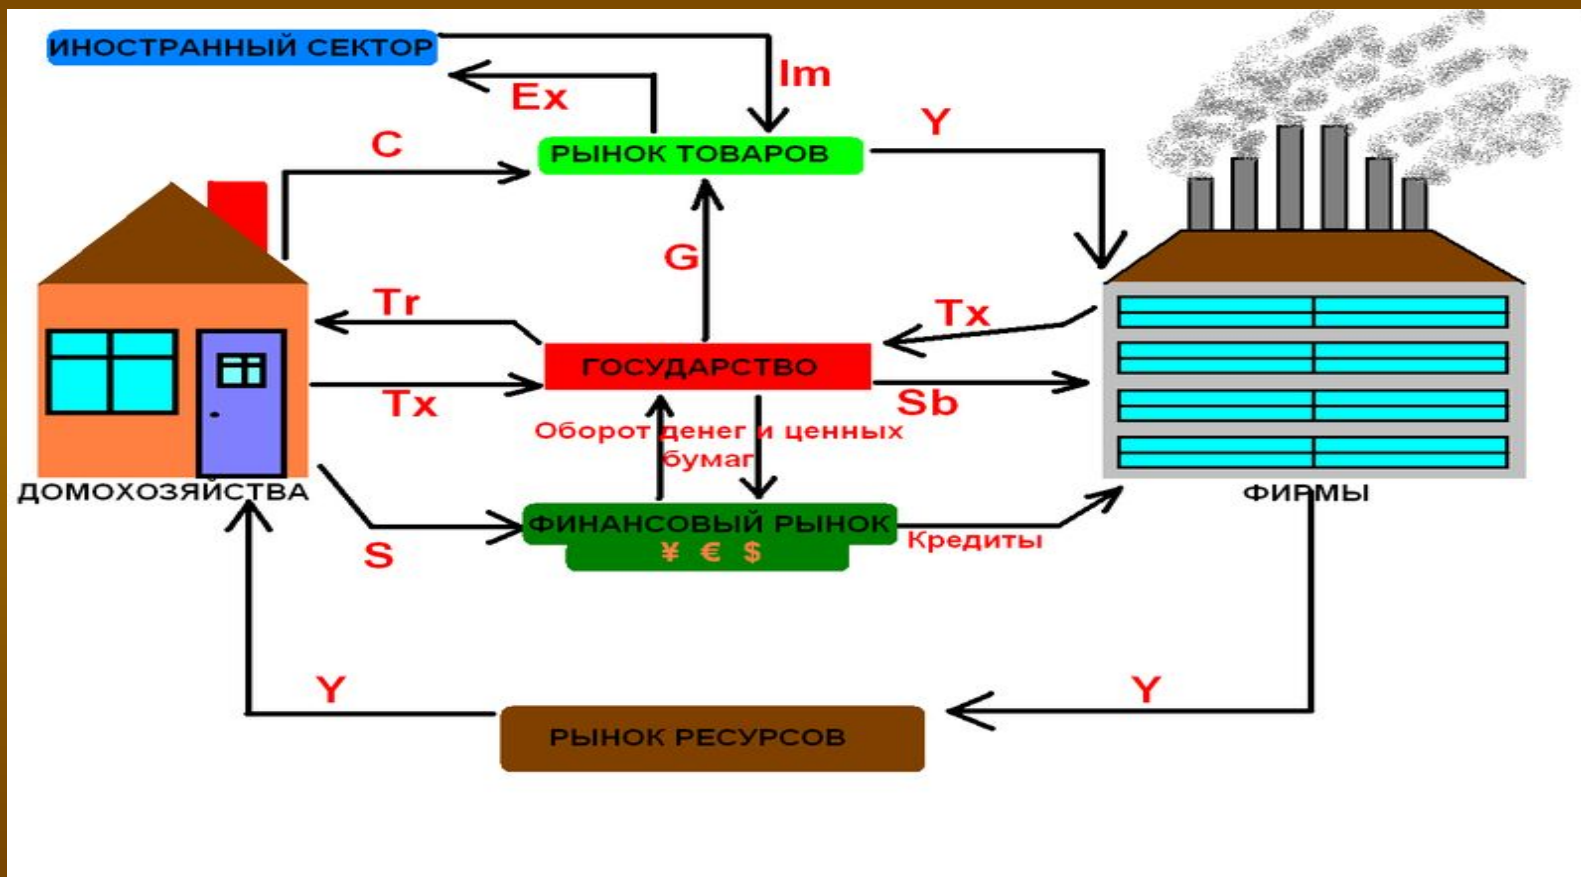 ИНОСТРАННЫЙ СЕКТОР
Im
Ex
C
Y
РЫНОК ТОВАРОВ
G
Tr
Tx
ГОСУДАРСТВО
Tx
Sb
Оборот денег и ценных
бумаг
ДОМОХОЗЯЙСТВА
ФИРМЫ
ФИНАНСОВЫЙ РЫНОК
¥ € $
S
Кредиты
Y
Y
РЫНОК РЕСУРСОВ